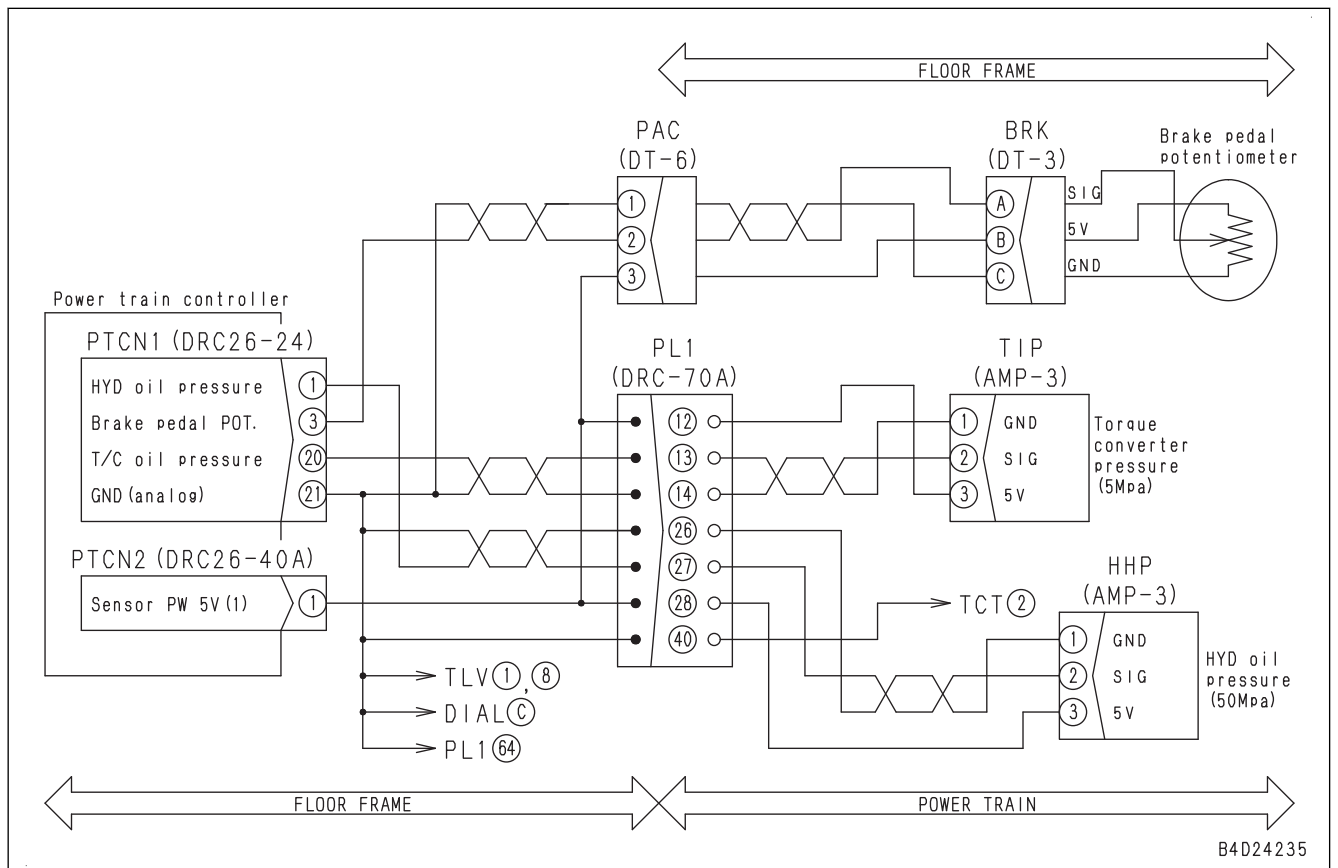 FLOOR FRAME
PAC
(DT-6)
BRK
(DT-3)
Brake pedal
potentiometer
1
2
3
A
B
C
SIG
5V
GND
Power train controller
PTCN1 (DRC26-24)
HYD oil pressure 1
Brake pedal POT. 3
T/C oil pressure 20
GND (analog) 21
PTCN2 (DRC26-40A)
Sensor PW 5V (1) 1
PL1
(DRC-70A)
12
13
14
26
27
28
40
TIP
(AMP-3)
1 GND
2 SIG
3 5V
Torque
converter
pressure
(5Mpa)
TCT 2
HHP
(AMP-3)
1 GND
2 SIG
3 5V
HYD oil
pressure
(50Mpa)
TLV 1, 8
DIAL C
PL1 64
FLOOR FRAME
POWER TRAIN
B4D24235